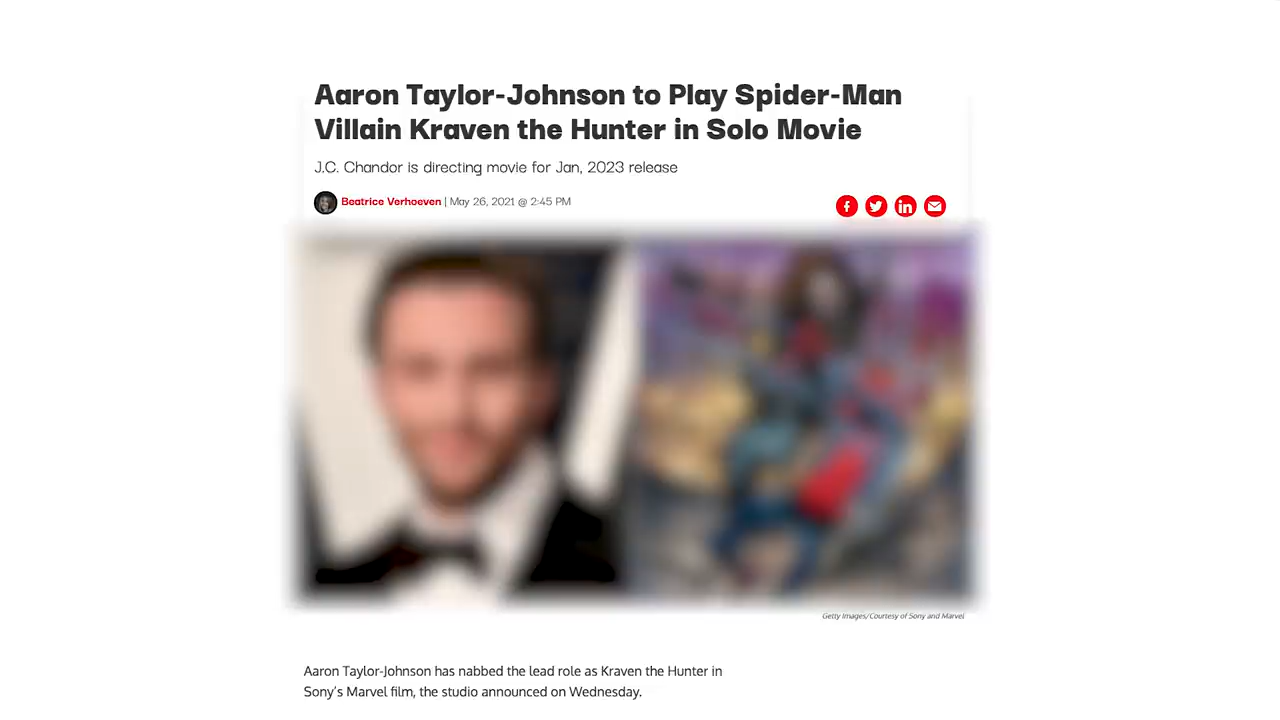 Aaron Taylor-Johnson to Play Spider-Man
Villain Kraven the Hunter in Solo Movie
J.C. Chandor is directing movie for Jan, 2023 release
Beatrice Verhoeven | May 26, 2021 @ 2:45 PM
Getty Images/Courtesy of Sony and Marvel
Aaron Taylor-Johnson has nabbed the lead role as Kraven the Hunter in
Sony’s Marvel film, the studio announced on Wednesday.